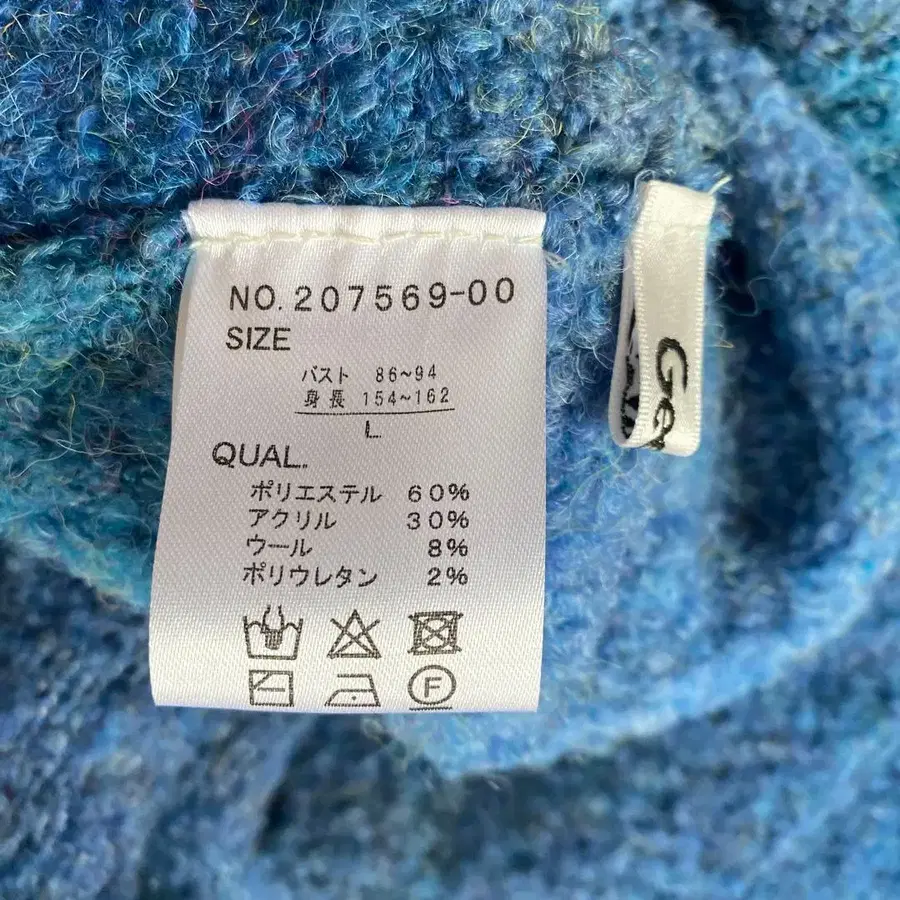 NO. 207569-00
SIZE
バスト 86~94
身長 154~162
L
QUAL.
ポリエステル 60%
アクリル 30%
ウール 8%
ポリウレタン 2%
F